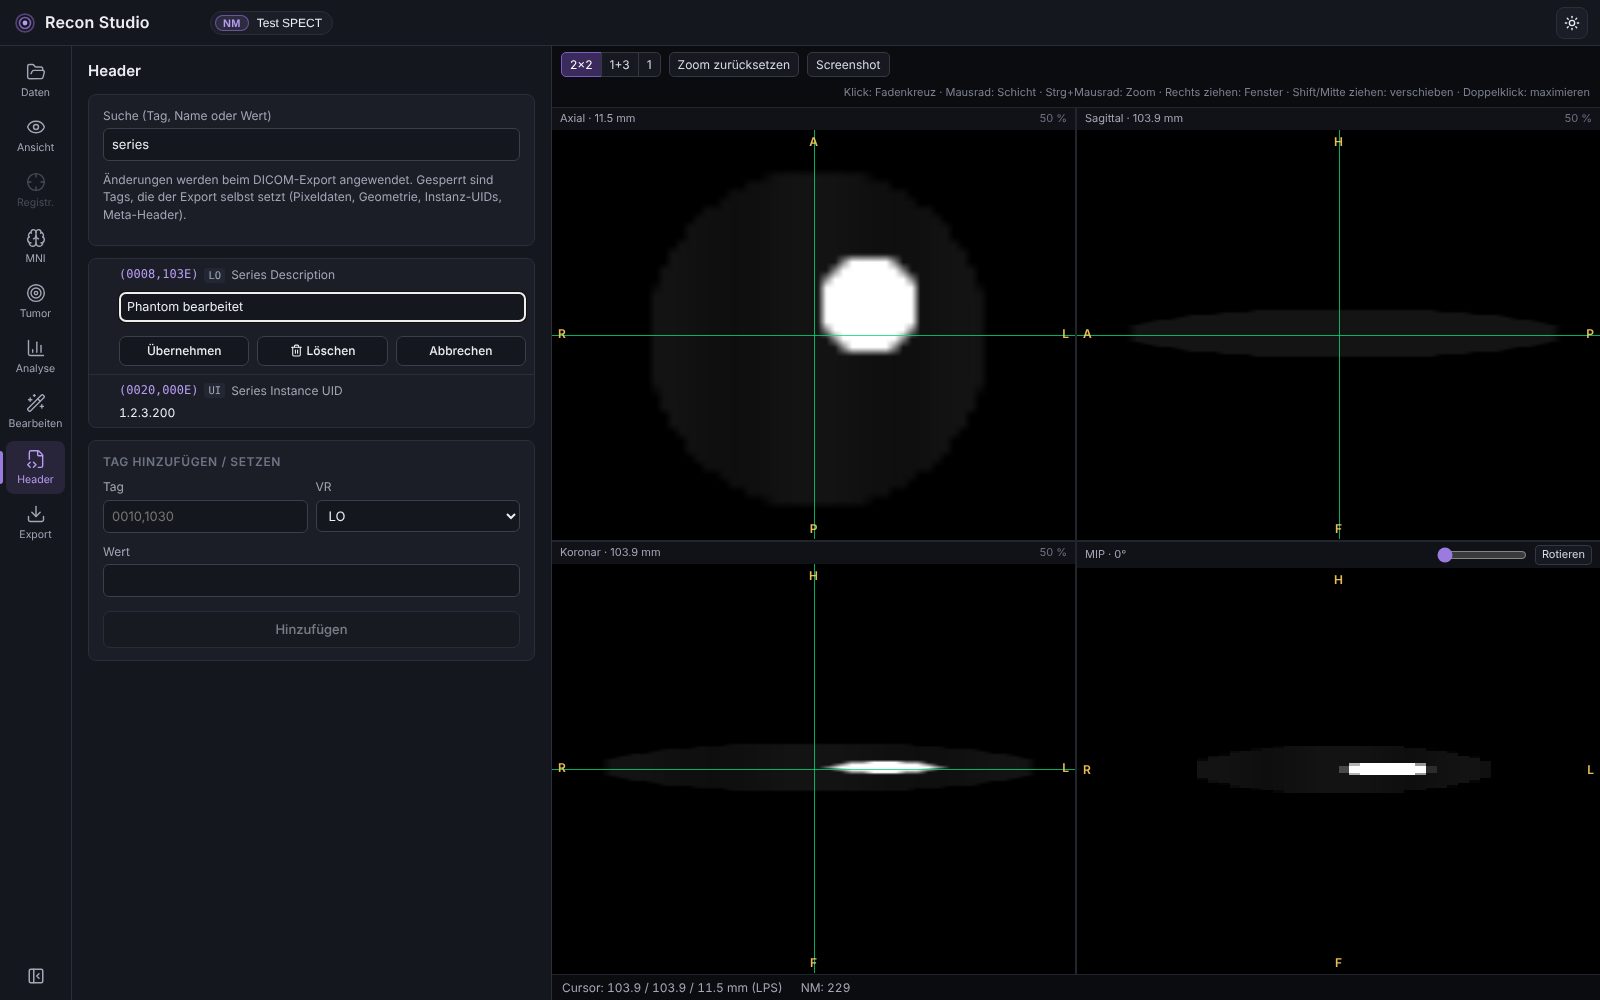 Recon Studio
NM Test SPECT
Daten
Ansicht
Registr.
MNI
Tumor
Analyse
Bearbeiten
Header
Export
Header
Suche (Tag, Name oder Wert)
series
Änderungen werden beim DICOM-Export angewendet. Gesperrt sind
Tags, die der Export selbst setzt (Pixeldaten, Geometrie, Instanz-UIDs,
Meta-Header).
(0008,103E) LO Series Description
Phantom bearbeitet
Übernehmen Löschen Abbrechen
(0020,000E) UI Series Instance UID
1.2.3.200
TAG HINZUFÜGEN / SETZEN
Tag VR
0010,1030 LO
Wert
Hinzufügen
2×2 1+3 1 Zoom zurücksetzen Screenshot
Klick: Fadenkreuz · Mausrad: Schicht · Strg+Mausrad: Zoom · Rechts ziehen: Fenster · Shift/Mitte ziehen: verschieben · Doppelklick: maximieren
Axial · 11.5 mm 50 %
A
R L
P
Sagittal · 103.9 mm 50 %
H
A P
F
Koronar · 103.9 mm 50 %
H
R L
F
MIP · 0° Rotieren
H
R L
F
Cursor: 103.9 / 103.9 / 11.5 mm (LPS) NM: 229